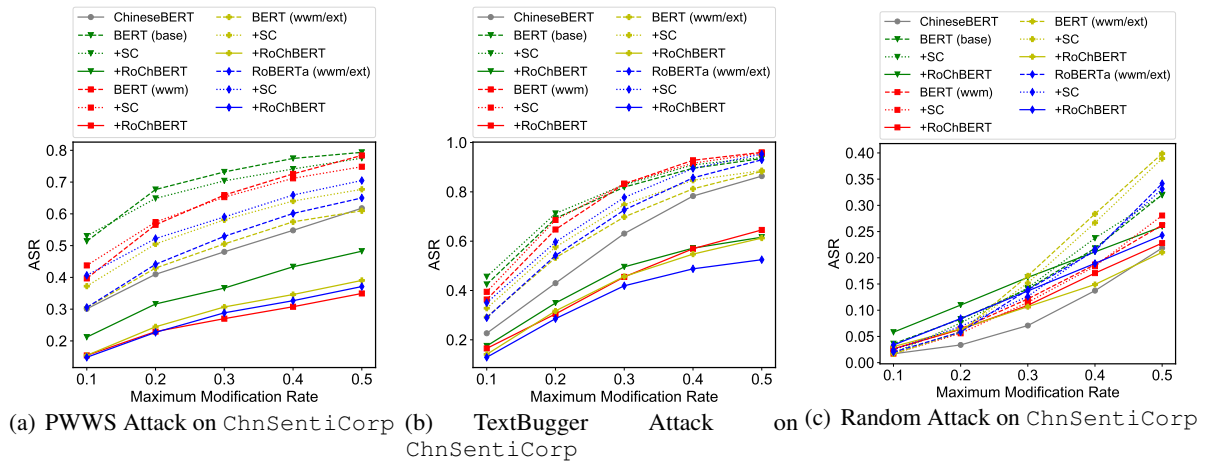 ChineseBERT
BERT (base)
+SC
+RoChBERT
BERT (wwm)
+SC
+RoChBERT
BERT (wwm/ext)
+SC
+RoChBERT
RoBERTa (wwm/ext)
+SC
+RoChBERT
0.8
0.7
0.6
0.5
0.4
0.3
0.2
ASR
0.1 0.2 0.3 0.4 0.5
Maximum Modification Rate
(a) PWWS Attack on ChnSentiCorp
ChineseBERT
BERT (base)
+SC
+RoChBERT
BERT (wwm)
+SC
+RoChBERT
BERT (wwm/ext)
+SC
+RoChBERT
RoBERTa (wwm/ext)
+SC
+RoChBERT
1.0
0.8
0.6
0.4
0.2
ASR
0.1 0.2 0.3 0.4 0.5
Maximum Modification Rate
(b) TextBugger Attack on
ChnSentiCorp
ChineseBERT
BERT (base)
+SC
+RoChBERT
BERT (wwm)
+SC
+RoChBERT
BERT (wwm/ext)
+SC
+RoChBERT
RoBERTa (wwm/ext)
+SC
+RoChBERT
0.40
0.35
0.30
0.25
0.20
0.15
0.10
0.05
0.00
ASR
0.1 0.2 0.3 0.4 0.5
Maximum Modification Rate
(c) Random Attack on ChnSentiCorp